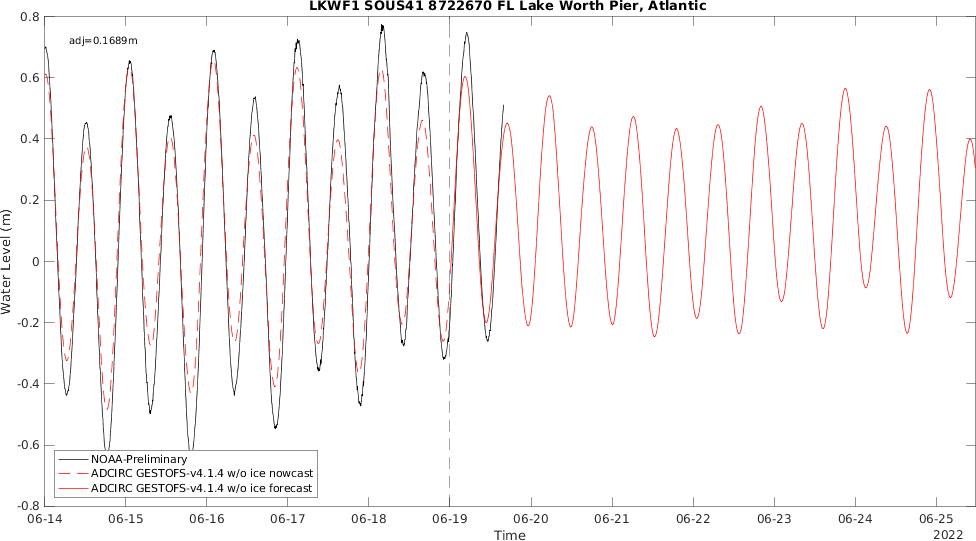 LKWF1 SOUS41 8722670 FL Lake Worth Pier, Atlantic
adj=0.1689m
0.8
0.6
0.4
0.2
0
-0.2
-0.4
-0.6
-0.8
Water Level (m)
NOAA-Preliminary
ADCIRC GESTOFS-v4.1.4 w/o ice nowcast
ADCIRC GESTOFS-v4.1.4 w/o ice forecast
06-14 06-15 06-16 06-17 06-18 06-19 06-20 06-21 06-22 06-23 06-24 06-25
Time
2022